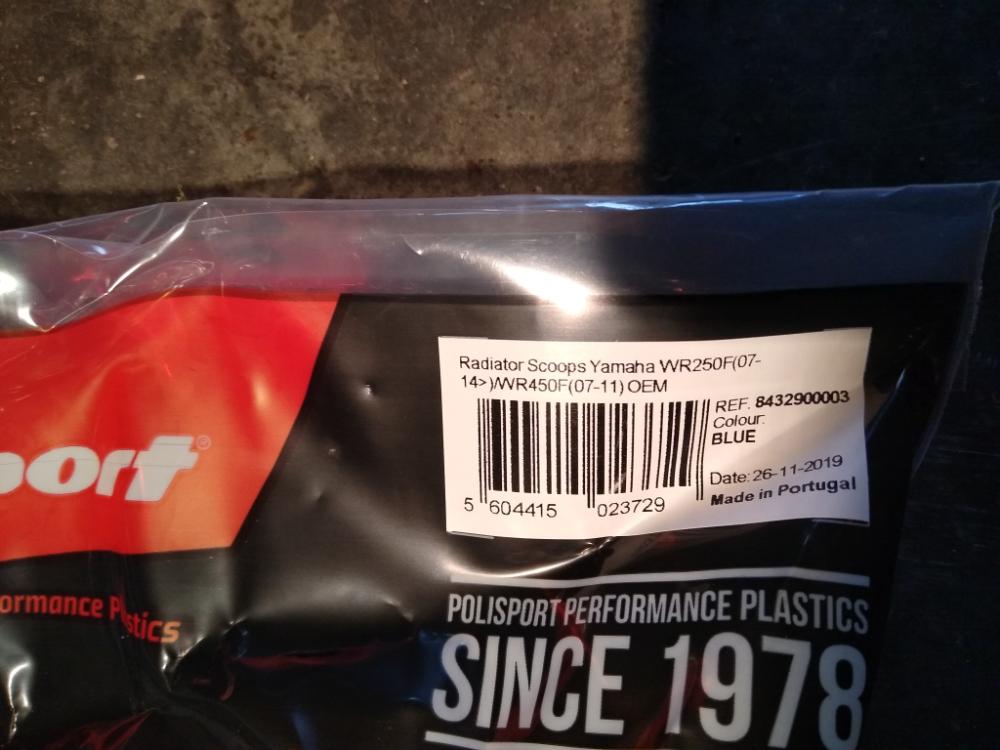 Radiator Scoops Yamaha WR250F(07-
14>)/WR450F(07-11) OEM
REF. 8432900003
Colour:
BLUE
Date: 26-11-2019
Made in Portugal
5 604415 023729
port®
ormance Plastics
POLISPORT PERFORMANCE PLASTICS
SINCE 1978